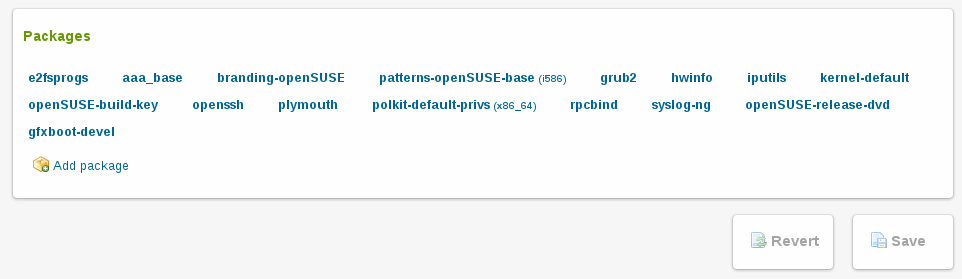 Packages
e2fsprogs aaa_base branding-openSUSE patterns-openSUSE-base (i586) grub2 hwinfo iputils kernel-default
openSUSE-build-key openssh plymouth polkit-default-privs (x86_64) rpcbind syslog-ng openSUSE-release-dvd
gfxboot-devel
Add package
Revert Save